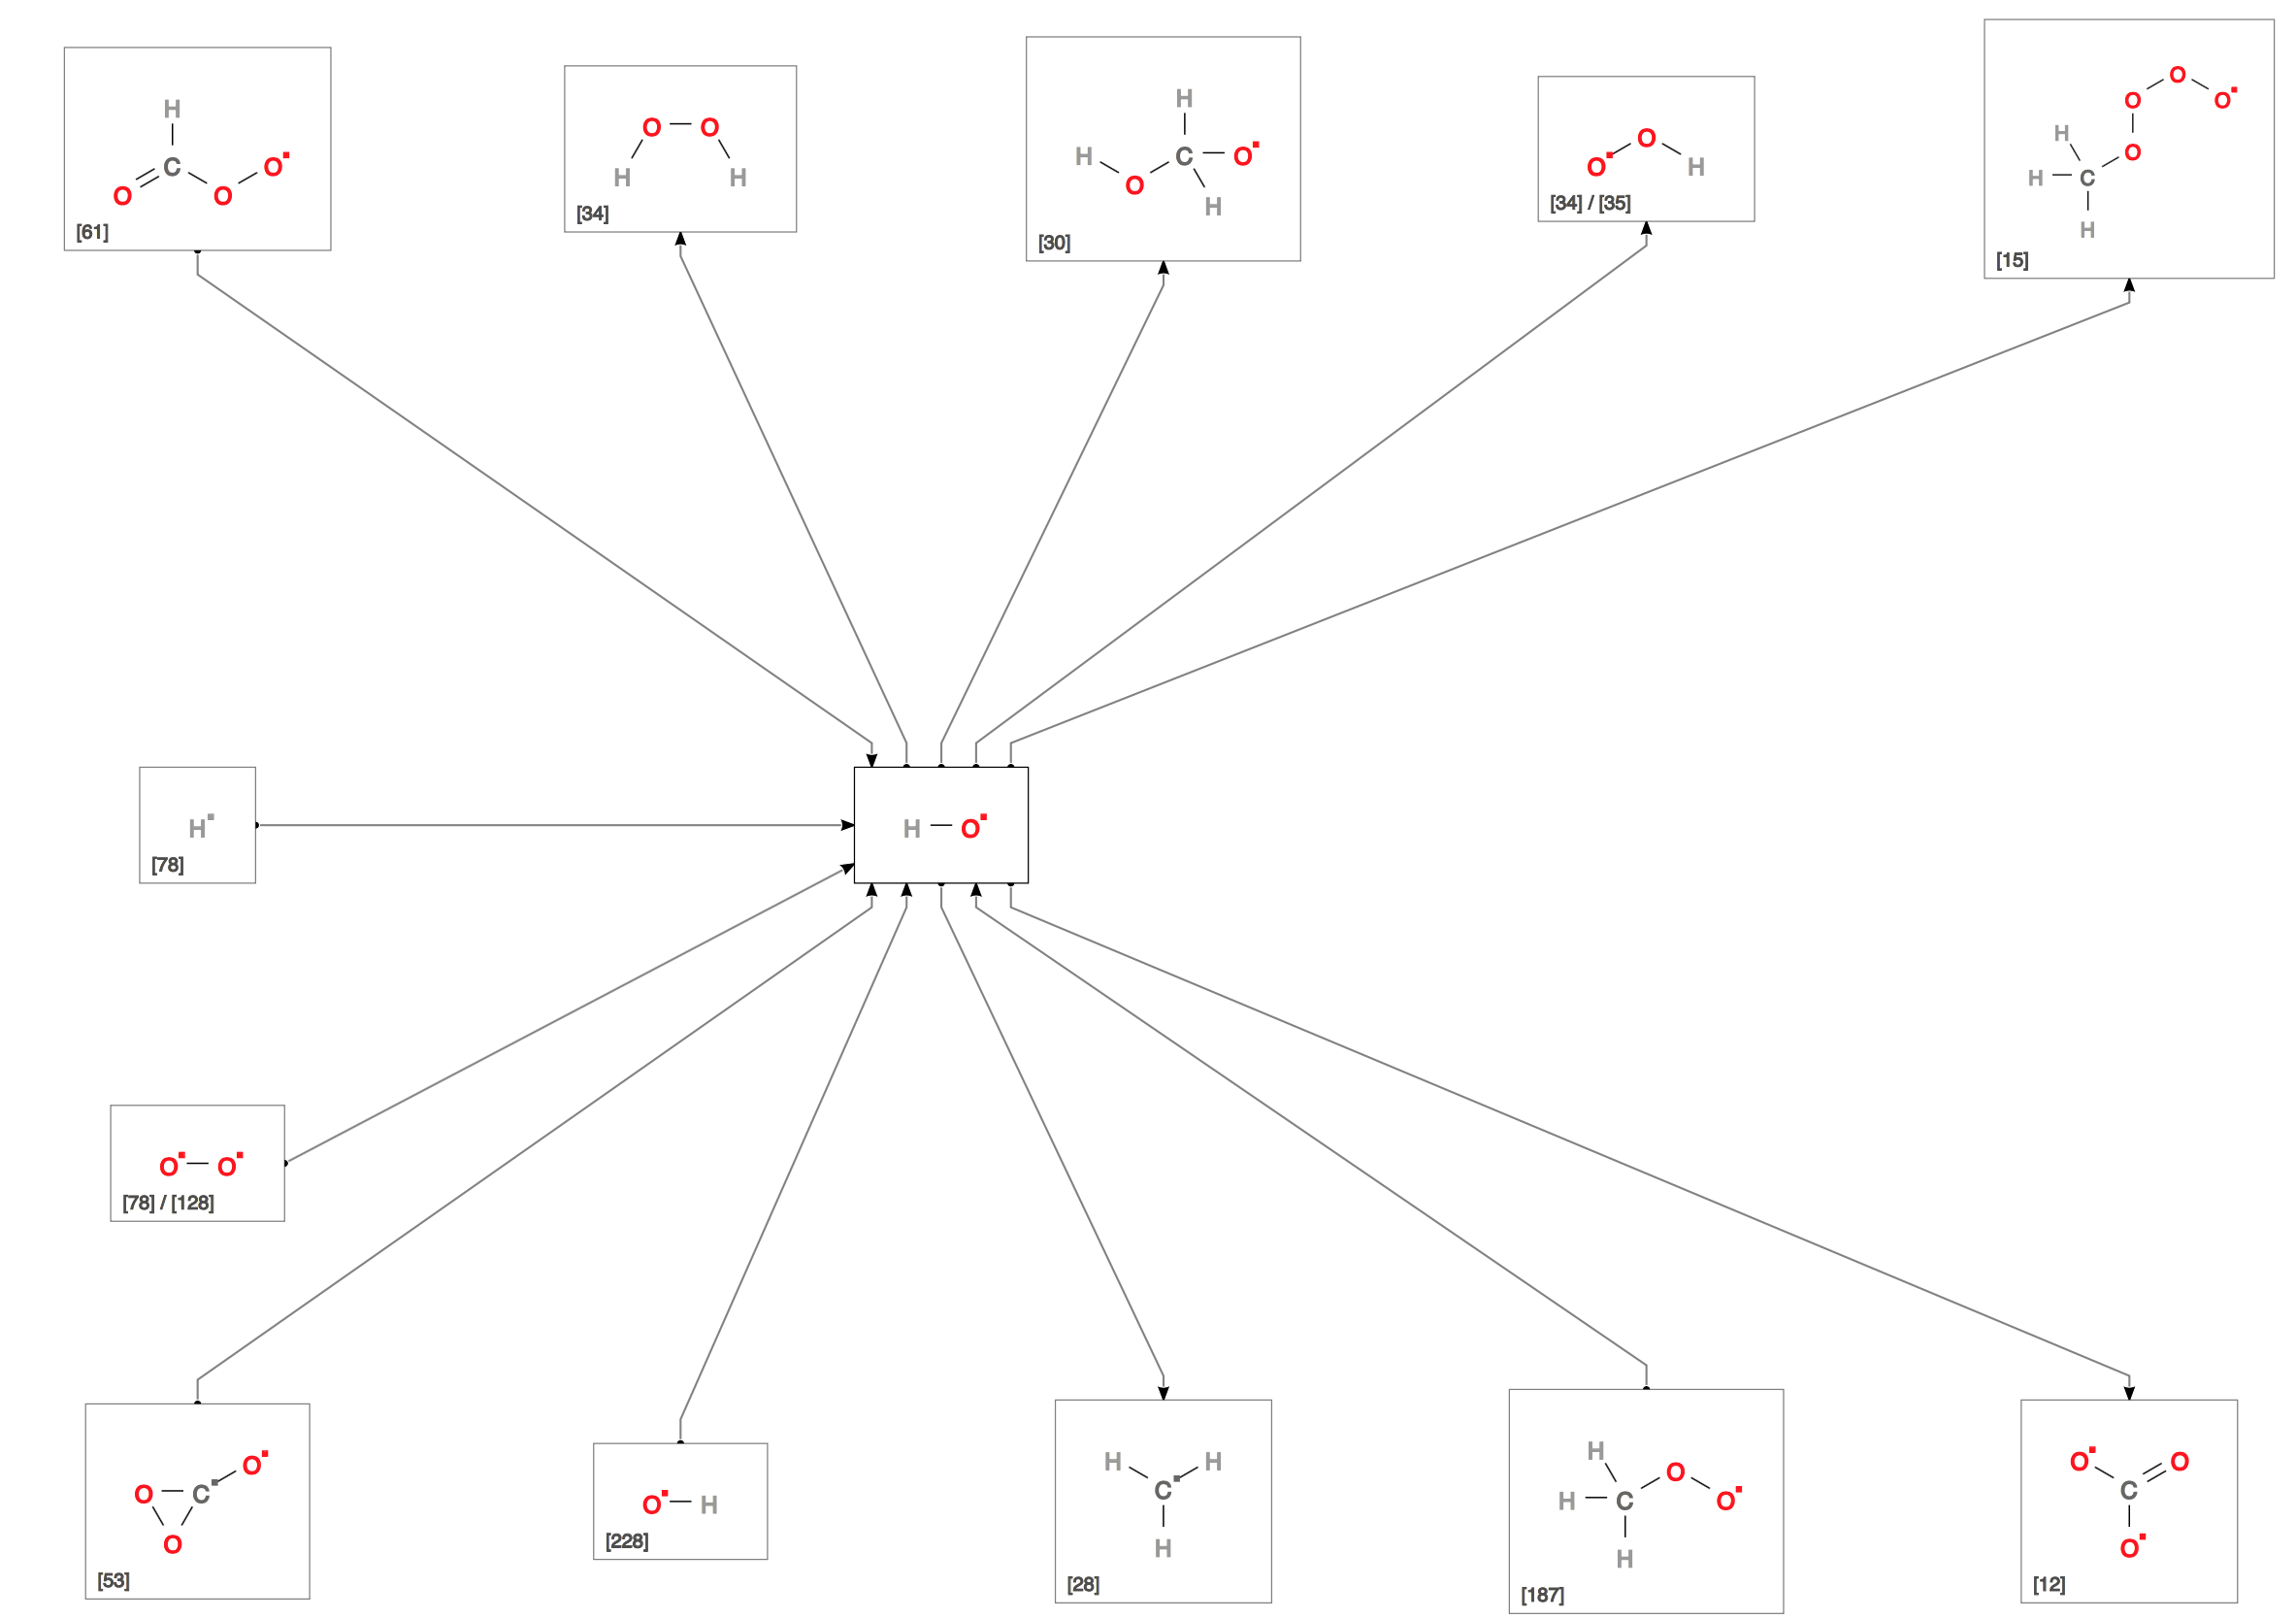 H
C
O
O
O
[61]
O O
H H
[34]
H
H C O
O
H
[30]
O
O H
[34] / [35]
O
O O
H O
H C
H
[15]
H
[78]
H O
O O
[78] / [128]
O
O C
O
[53]
O H
[228]
H H
C
H
[28]
H O
H C O
H
[187]
O O
C
O
[12]